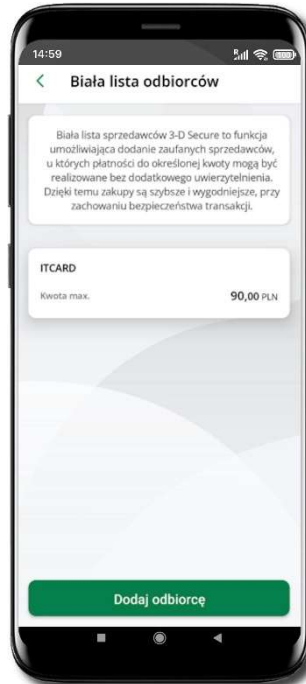 14:59
Biała lista odbiorców
Biała lista sprzedawców 3-D Secure to funkcja
umożliwiająca dodanie zaufanych sprzedawców,
u których płatności do określonej kwoty mogą być
realizowane bez dodatkowego uwierzytelnienia.
Dzięki temu zakupy są szybsze i wygodniejsze, przy
zachowaniu bezpieczeństwa transakcji.
ITCARD
Kwota max. 90,00 PLN
Dodaj odbiorcę